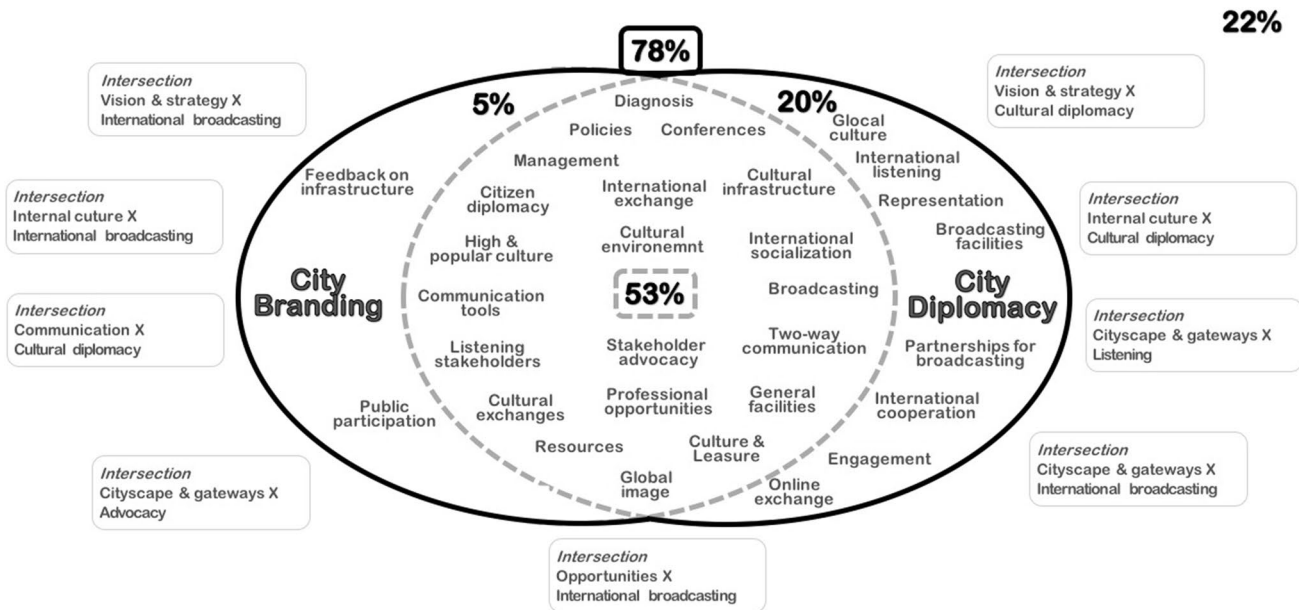 22%
78%
5%
20%
Intersection
Vision & strategy X
International broadcasting
Intersection
Internal cuture X
International broadcasting
Intersection
Communication X
Cultural diplomacy
Intersection
Cityscape & gateways X
Advocacy
City
Branding
Feedback on
infrastructure
Public
participation
Diagnosis
Policies
Conferences
Management
Citizen
diplomacy
International
exchange
Cultural
infrastructure
High &
popular culture
Cultural
environemnt
International
socialization
Communication
tools
53%
Broadcasting
Listening
stakeholders
Stakeholder
advocacy
Two-way
communication
Cultural
exchanges
Professional
opportunities
General
facilities
Resources
Culture &
Leasure
Global
image
Glocal
culture
International
listening
Representation
Broadcasting
facilities
City
Diplomacy
Partnerships for
broadcasting
International
cooperation
Engagement
Online
exchange
Intersection
Vision & strategy X
Cultural diplomacy
Intersection
Internal cuture X
Cultural diplomacy
Intersection
Cityscape & gateways X
Listening
Intersection
Cityscape & gateways X
International broadcasting
Intersection
Opportunities X
International broadcasting